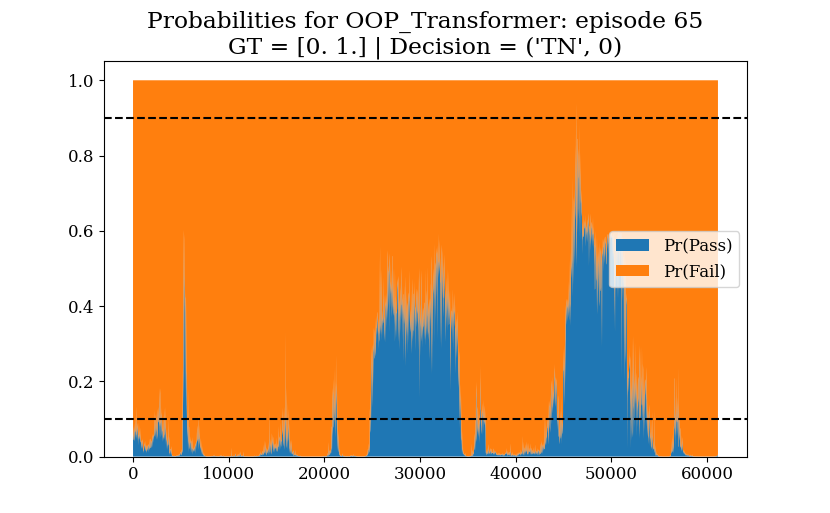 Probabilities for OOP_Transformer: episode 65
GT = [0. 1.] | Decision = ('TN', 0)
1.0
0.8
0.6
0.4
0.2
0.0
Pr(Pass)
Pr(Fail)
0 10000 20000 30000 40000 50000 60000